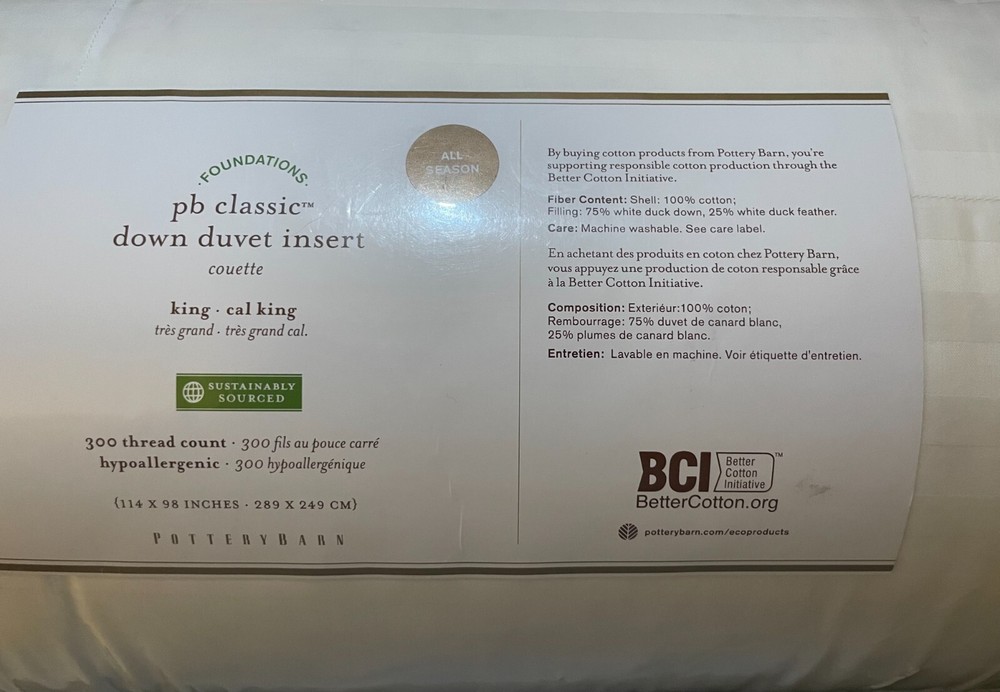 ·FOUNDATIONS·
pb classic™
down duvet insert
couette
king · cal king
très grand · très grand cal.
SUSTAINABLY
SOURCED
300 thread count · 300 fils au pouce carré
hypoallergenic · 300 hypoallergénique
{114 X 98 INCHES · 289 X 249 CM}
POTTERY BARN
ALL
SEASON
By buying cotton products from Pottery Barn, you're
supporting responsible cotton production through the
Better Cotton Initiative.
Fiber Content: Shell: 100% cotton;
Filling: 75% white duck down, 25% white duck feather.
Care: Machine washable. See care label.
En achetant des produits en coton chez Pottery Barn,
vous appuyez une production de coton responsable grâce
à la Better Cotton Initiative.
Composition: Exteriéur:100% coton;
Rembourrage: 75% duvet de canard blanc,
25% plumes de canard blanc.
Entretien: Lavable en machine. Voir étiquette d'entretien.
BCI Better
Cotton
Initiative™
BetterCotton.org
potterybarn.com/ecoproducts